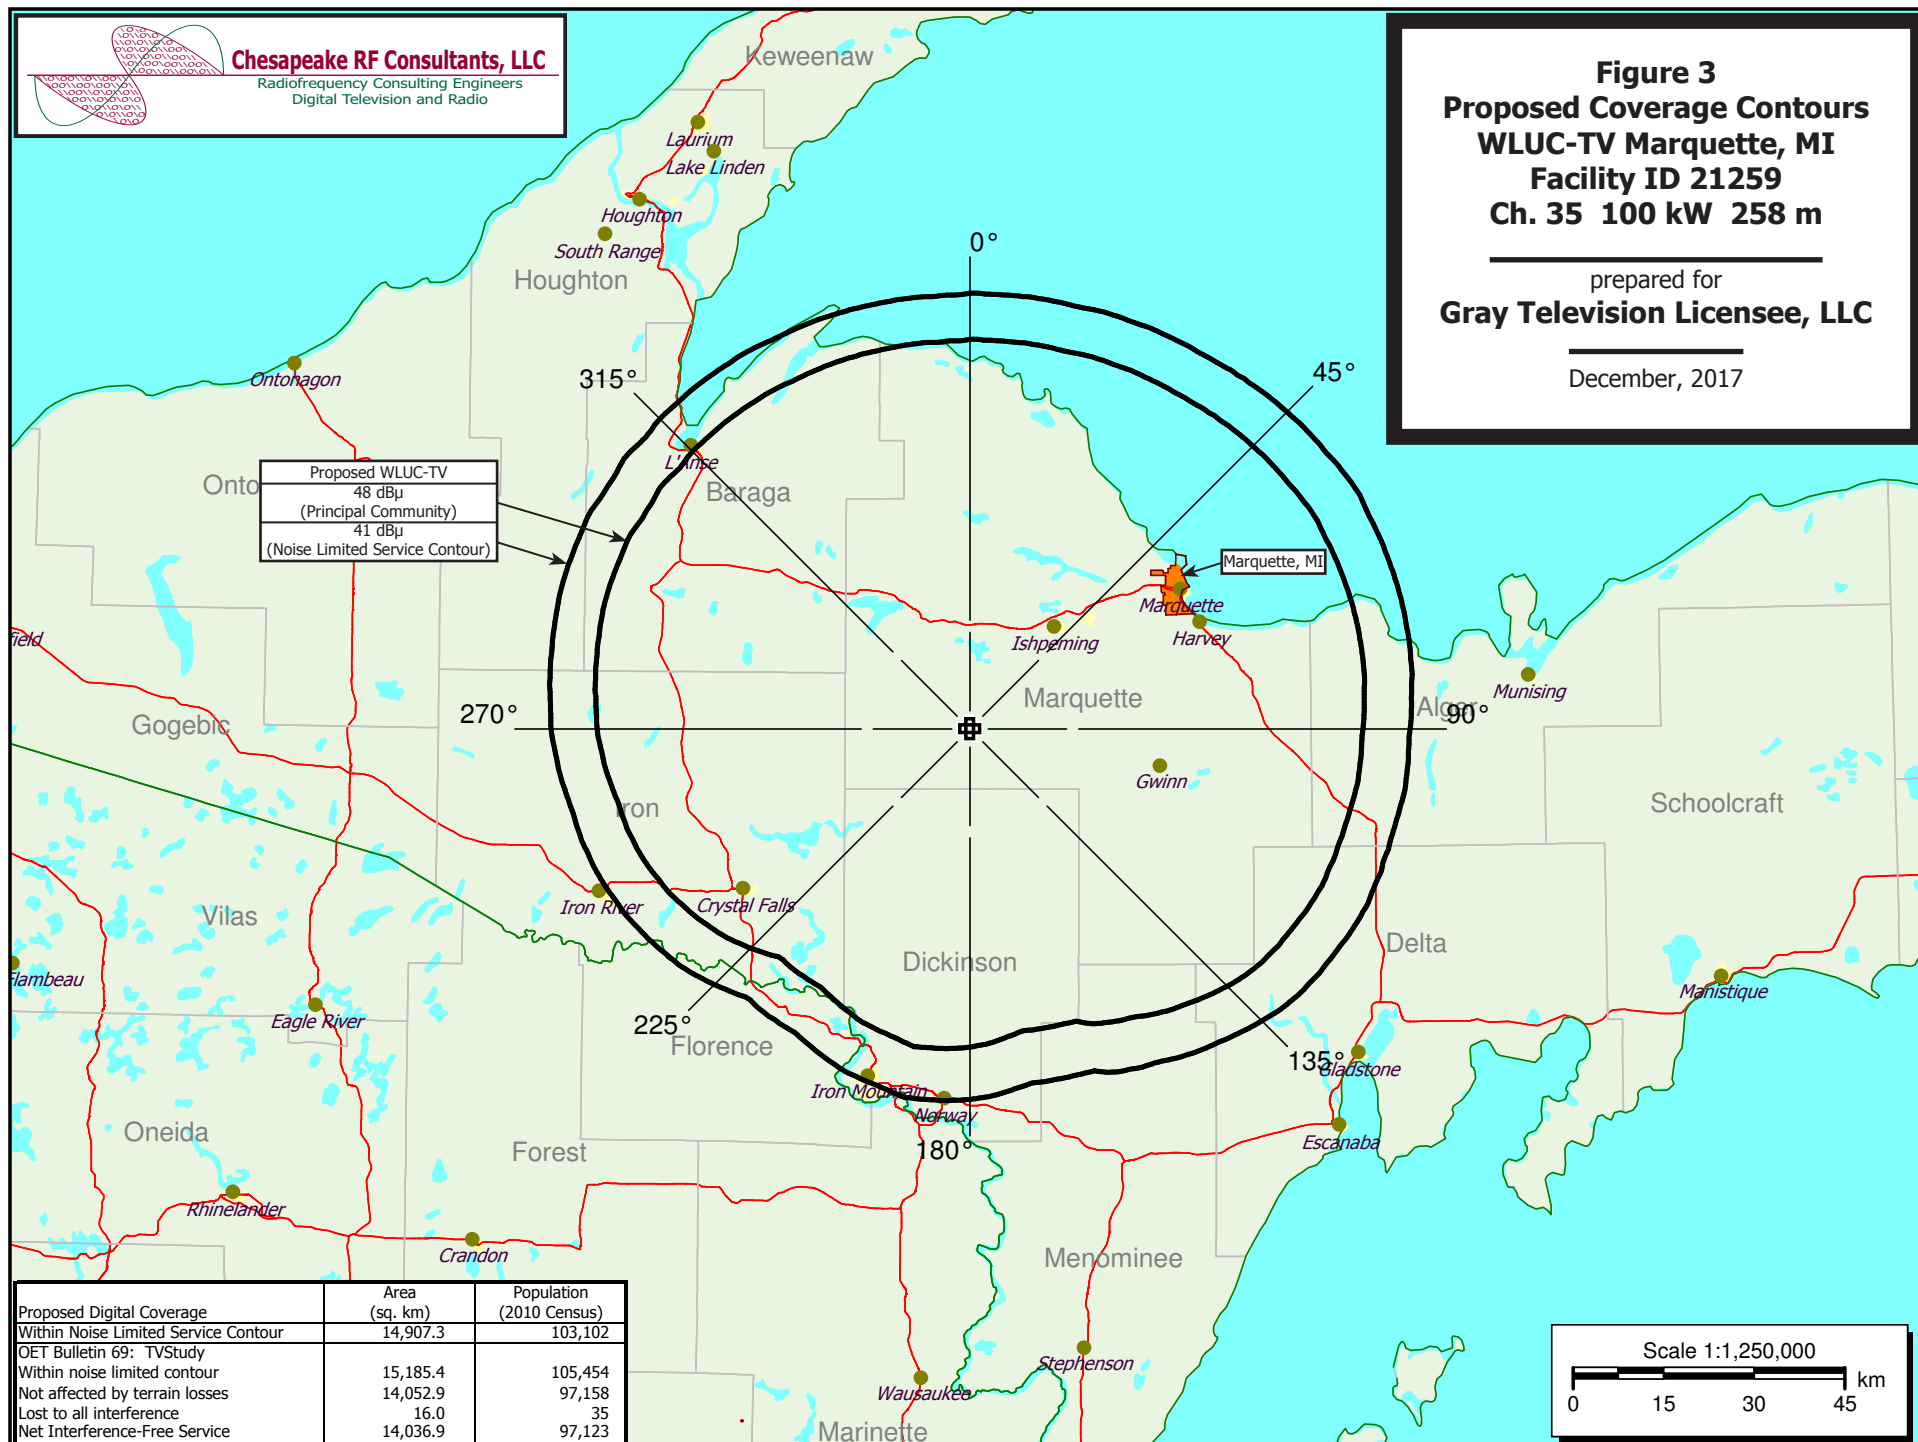 Chesapeake RF Consultants, LLC
Radiofrequency Consulting Engineers
Digital Television and Radio
Figure 3
Proposed Coverage Contours
WLUC-TV Marquette, MI
Facility ID 21259
Ch. 35 100 kW 258 m
prepared for
Gray Television Licensee, LLC
December, 2017
Keweenaw
Laurium
Lake Linden
Houghton
South Range
Houghton
0°
Ontonagon
315°
45°
L'Anse
Baraga
Onto
Proposed WLUC-TV
48 dBµ
(Principal Community)
41 dBµ
(Noise Limited Service Contour)
Marquette, MI
Marquette
Harvey
Ishpeming
field
Munising
Marquette
Alger
90°
270°
Gogebic
Gwinn
Iron
Schoolcraft
Iron River
Crystal Falls
Vilas
Dickinson
Delta
Flambeau
Manistique
Eagle River
225°
Florence
135°
Gladstone
Iron Mountain
Norway
Oneida
Forest
180°
Escanaba
Rhinelander
Crandon
Menominee
Stephenson
Wausaukee
Marinette
Proposed Digital Coverage Area (sq. km) Population (2010 Census)
Within Noise Limited Service Contour 14,907.3 103,102
OET Bulletin 69: TVStudy
Within noise limited contour 15,185.4 105,454
Not affected by terrain losses 14,052.9 97,158
Lost to all interference 16.0 35
Net Interference-Free Service 14,036.9 97,123
Scale 1:1,250,000
km
0 15 30 45